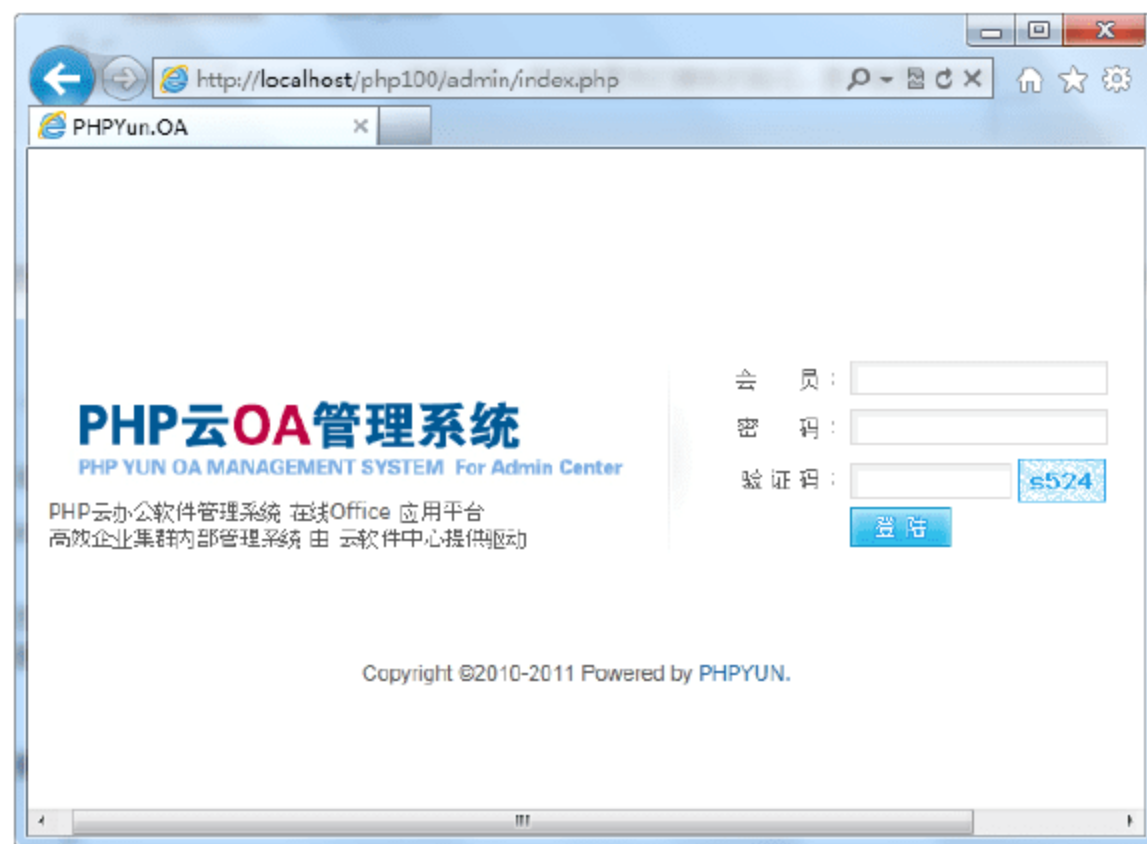 http://localhost/php100/admin/index.php
PHPYun.OA
会 员：
PHP云OA管理系统
密 码：
PHP YUN OA MANAGEMENT SYSTEM For Admin Center
验证码：
s524
PHP云办公软件管理系统 在线Office 应用平台
登 陆
高效企业集群内部管理系统 由 云软件中心提供驱动
Copyright ©2010-2011 Powered by PHPYUN.